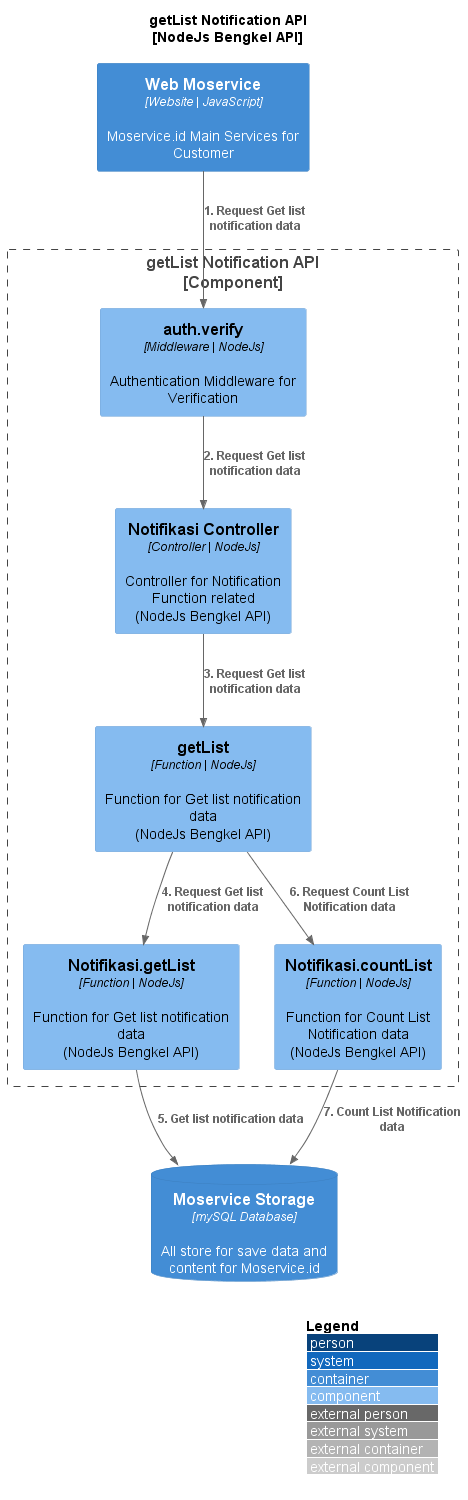 getList Notification API
[NodeJs Bengkel API]
Web Moservice
[Website | JavaScript]
Moservice.id Main Services for
Customer
1. Request Get list
notification data
getList Notification API
[Component]
auth.verify
[Middleware | NodeJs]
Authentication Middleware for
Verification
2. Request Get list
notification data
Notifikasi Controller
[Controller | NodeJs]
Controller for Notification
Function related
(NodeJs Bengkel API)
3. Request Get list
notification data
getList
[Function | NodeJs]
Function for Get list notification
data
(NodeJs Bengkel API)
4. Request Get list
notification data
6. Request Count List
Notification data
Notifikasi.getList
[Function | NodeJs]
Function for Get list notification
data
(NodeJs Bengkel API)
Notifikasi.countList
[Function | NodeJs]
Function for Count List
Notification data
(NodeJs Bengkel API)
5. Get list notification data
7. Count List Notification
data
Moservice Storage
[mySQL Database]
All store for save data and
content for Moservice.id
Legend
person
system
container
component
external person
external system
external container
external component